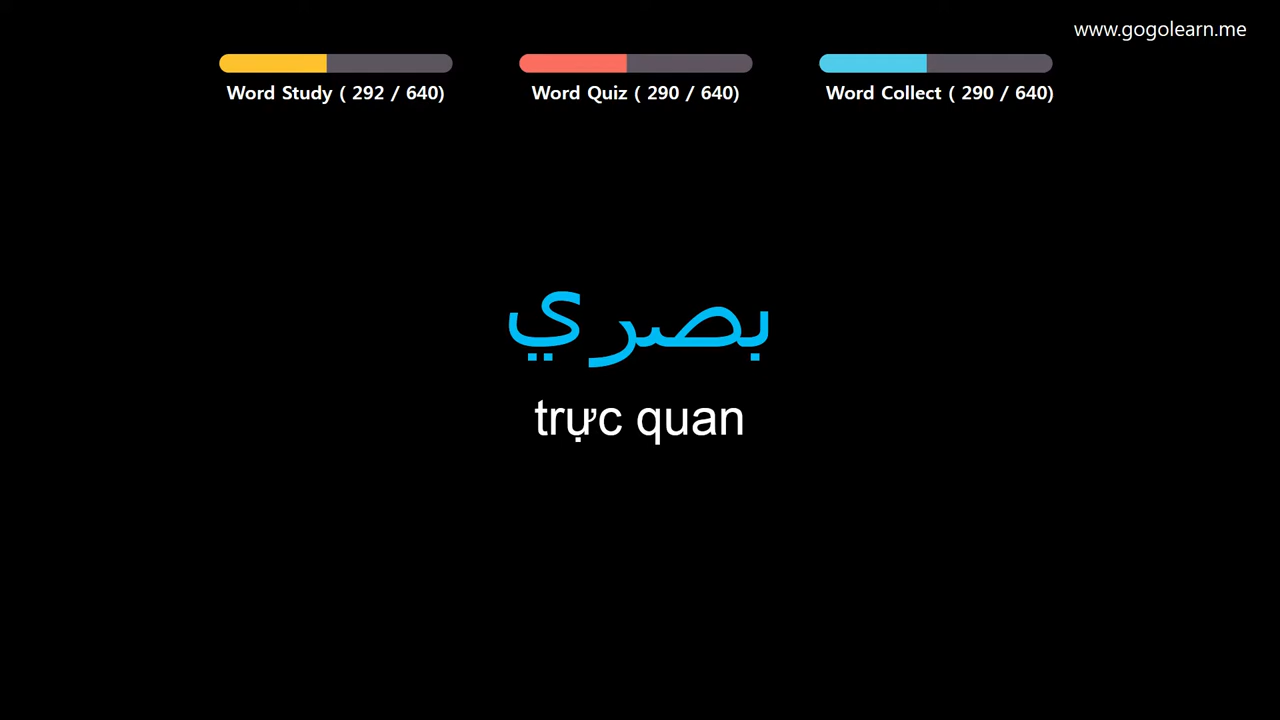 www.gogolearn.me
Word Study ( 292 / 640)
Word Quiz ( 290 / 640)
Word Collect ( 290 / 640)
بصري
trực quan